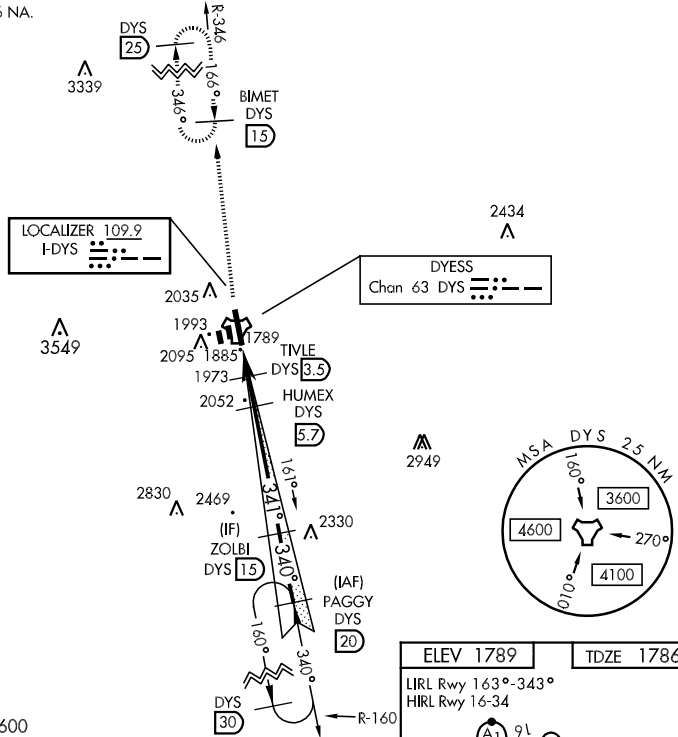 NA.
DYS
25
R-346
3339
346°
166°
BIMET
DYS
15
LOCALIZER 109.9
I-DYS
2434
DYESS
Chan 63 DYS
2035
1993
3549
2095
1885
1789
1973
TIVLE
DYS 3.5
2052
HUMEX
DYS
5.7
2949
161°
341°
2830
2469
2330
(IF)
ZOLBI
DYS 15
340°
(IAF)
PAGGY
DYS
20
160°
340°
DYS
30
R-160
MSA DYS 25 NM
160°
3600
4600
270°
4100
010°
ELEV 1789
TDZE 1786
LIRL Rwy 163°-343°
HIRL Rwy 16-34
A1
16
600